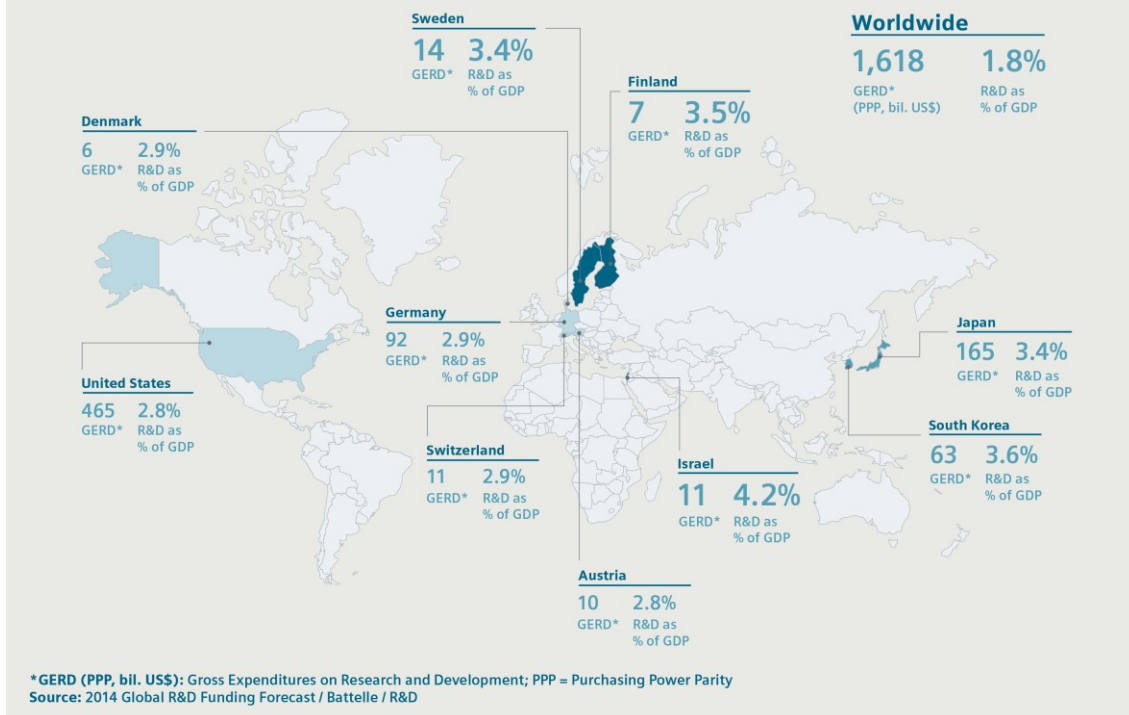 Sweden
14 3.4%
GERD* R&D as
% of GDP
Worldwide
1,618 1.8%
GERD* R&D as
(PPP, bil. US$) % of GDP
Finland
7 3.5%
GERD* R&D as
% of GDP
Denmark
6 2.9%
GERD* R&D as
% of GDP
Germany
92 2.9%
GERD* R&D as
% of GDP
Japan
165 3.4%
GERD* R&D as
% of GDP
United States
465 2.8%
GERD* R&D as
% of GDP
South Korea
63 3.6%
GERD* R&D as
% of GDP
Switzerland
11 2.9%
GERD* R&D as
% of GDP
Israel
11 4.2%
GERD* R&D as
% of GDP
Austria
10 2.8%
GERD* R&D as
% of GDP
*GERD (PPP, bil. US$): Gross Expenditures on Research and Development; PPP = Purchasing Power Parity
Source: 2014 Global R&D Funding Forecast / Battelle / R&D